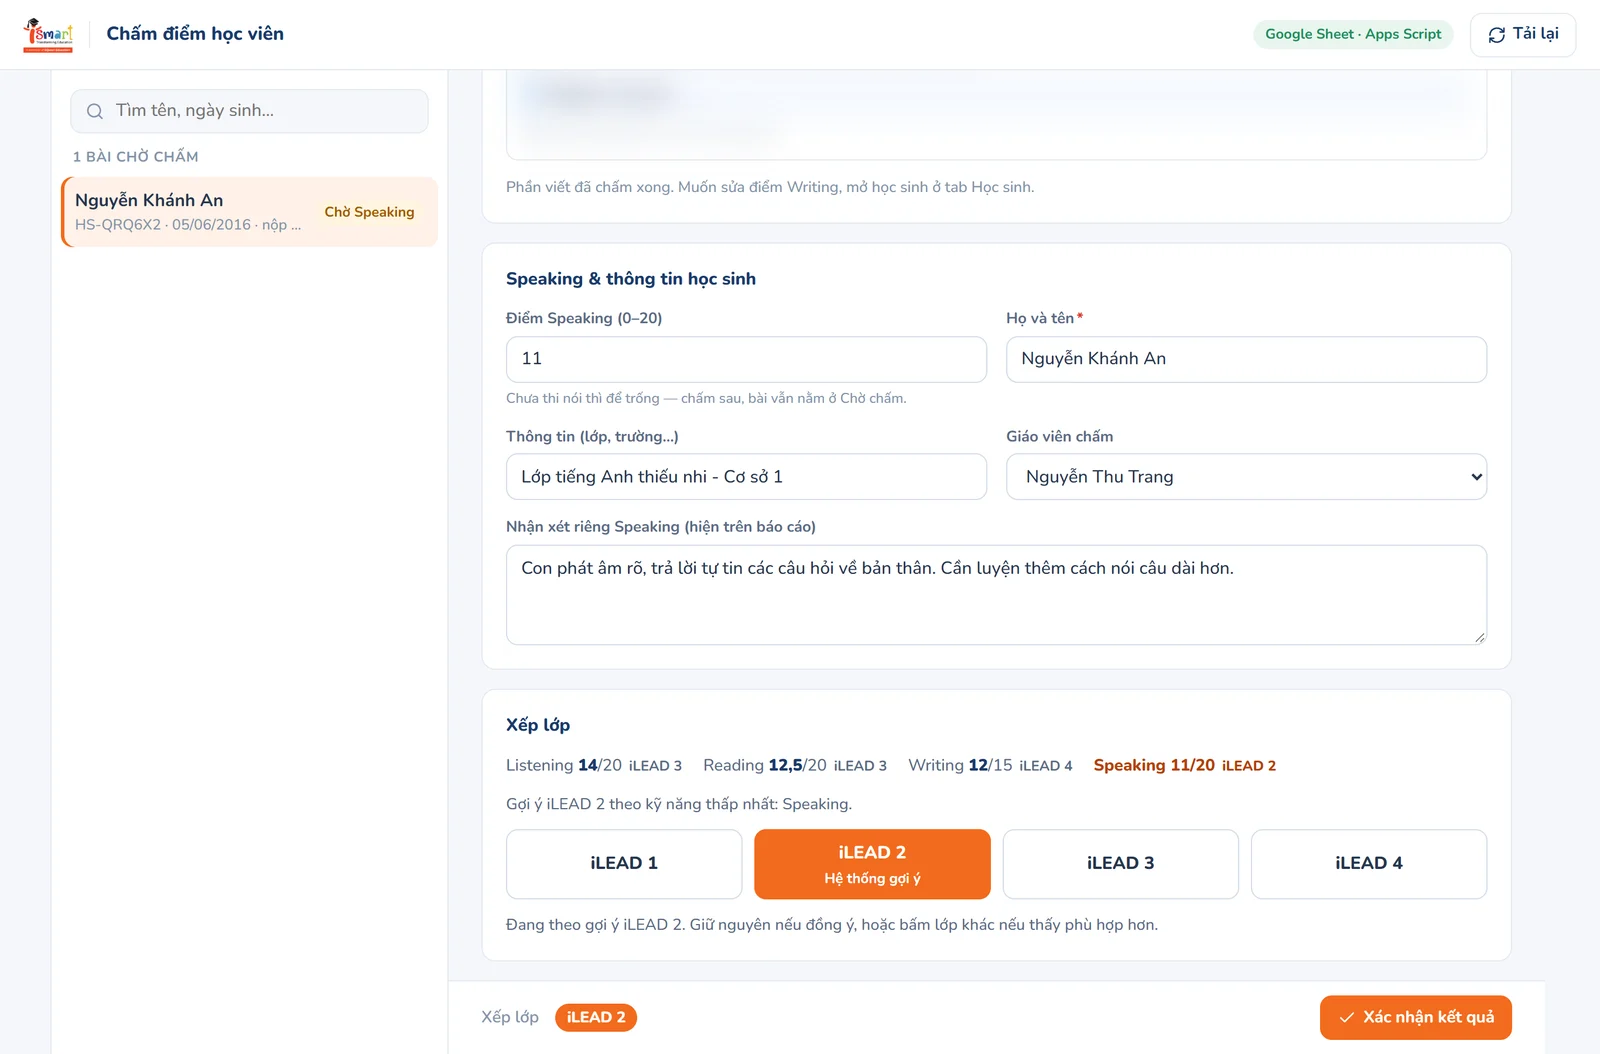 iSmart
Chấm điểm học viên
Google Sheet · Apps Script
Tải lại
Tìm tên, ngày sinh...
1 BÀI CHỜ CHẤM
Nguyễn Khánh An
HS-QRQ6X2 · 05/06/2016 · nộp ...
Chờ Speaking
Phần viết đã chấm xong. Muốn sửa điểm Writing, mở học sinh ở tab Học sinh.
Speaking & thông tin học sinh
Điểm Speaking (0–20)
11
Chưa thi nói thì để trống — chấm sau, bài vẫn nằm ở Chờ chấm.
Họ và tên*
Nguyễn Khánh An
Thông tin (lớp, trường...)
Lớp tiếng Anh thiếu nhi - Cơ sở 1
Giáo viên chấm
Nguyễn Thu Trang
Nhận xét riêng Speaking (hiện trên báo cáo)
Con phát âm rõ, trả lời tự tin các câu hỏi về bản thân. Cần luyện thêm cách nói câu dài hơn.
Xếp lớp
Listening 14/20 iLEAD 3 Reading 12,5/20 iLEAD 3 Writing 12/15 iLEAD 4 Speaking 11/20 iLEAD 2
Gợi ý iLEAD 2 theo kỹ năng thấp nhất: Speaking.
iLEAD 1
iLEAD 2
Hệ thống gợi ý
iLEAD 3
iLEAD 4
Đang theo gợi ý iLEAD 2. Giữ nguyên nếu đồng ý, hoặc bấm lớp khác nếu thấy phù hợp hơn.
Xếp lớp iLEAD 2
Xác nhận kết quả